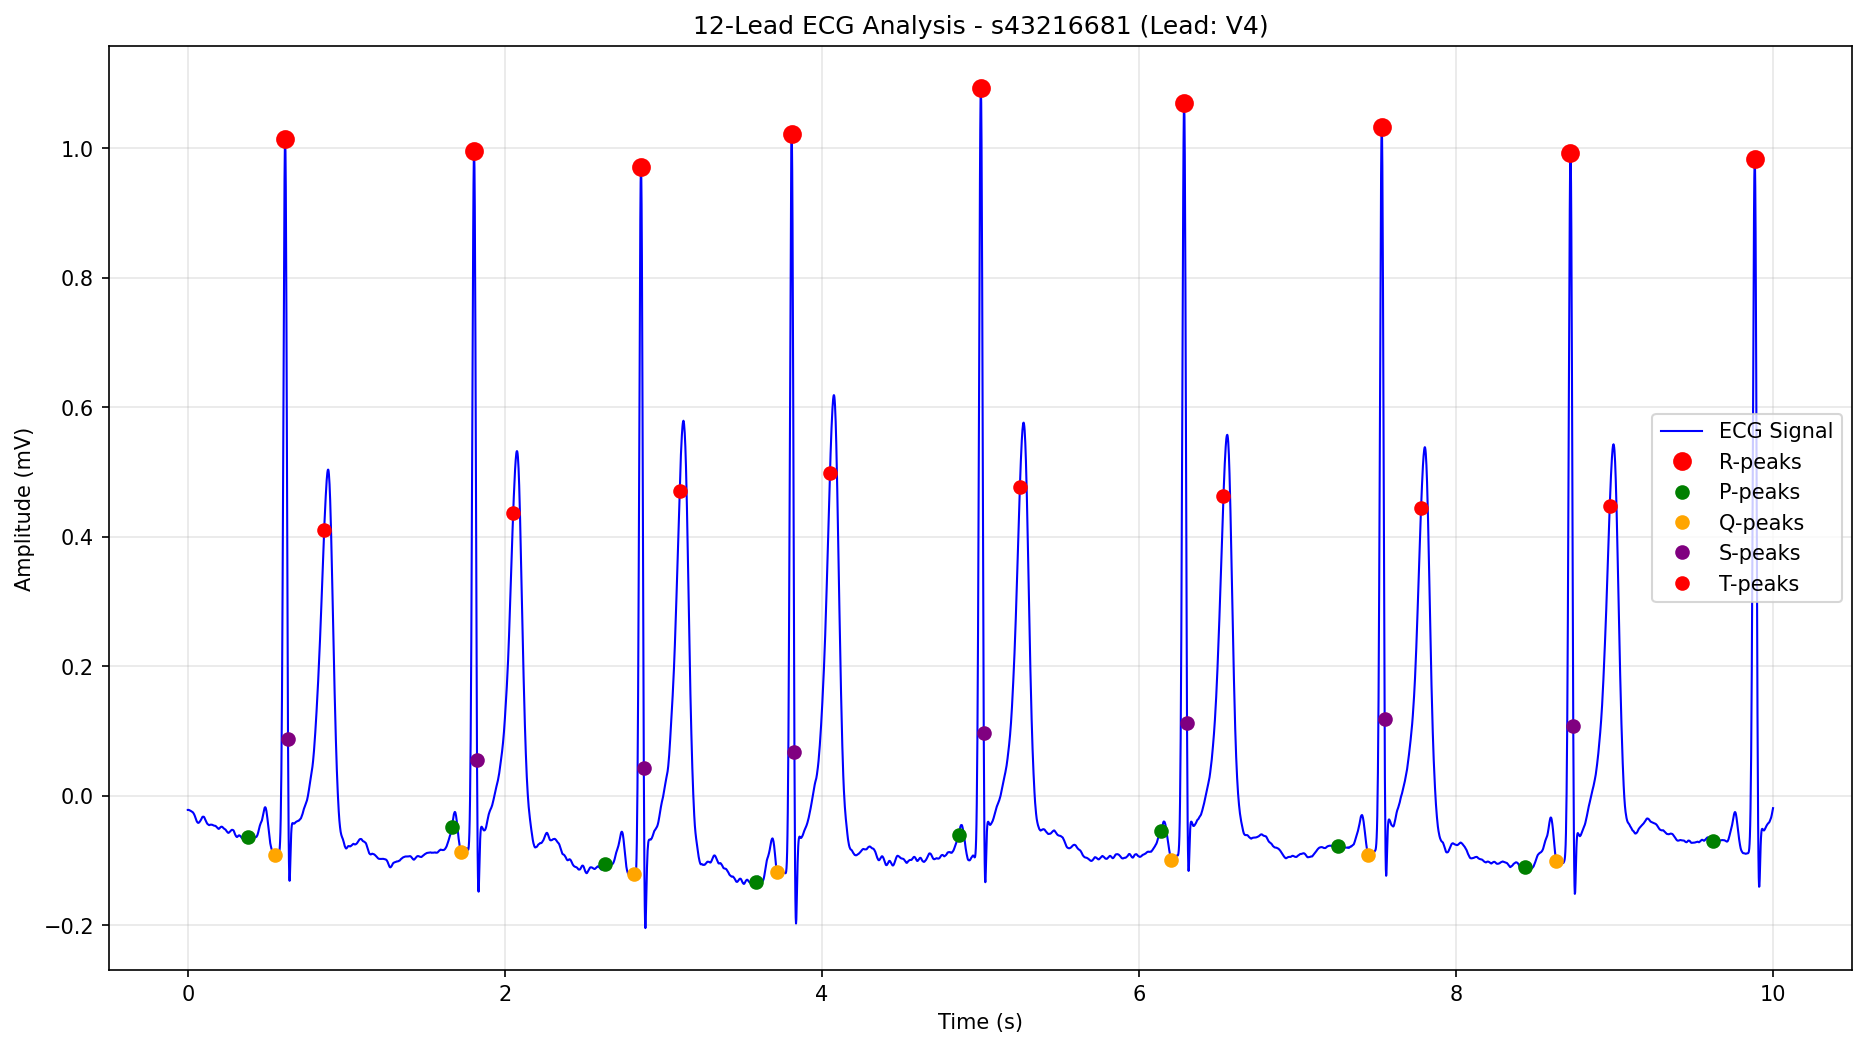 12-Lead ECG Analysis - s43216681 (Lead: V4)
Amplitude (mV)
1.0
0.8
0.6
0.4
0.2
0.0
−0.2
ECG Signal
R-peaks
P-peaks
Q-peaks
S-peaks
T-peaks
0 2 4 6 8 10
Time (s)